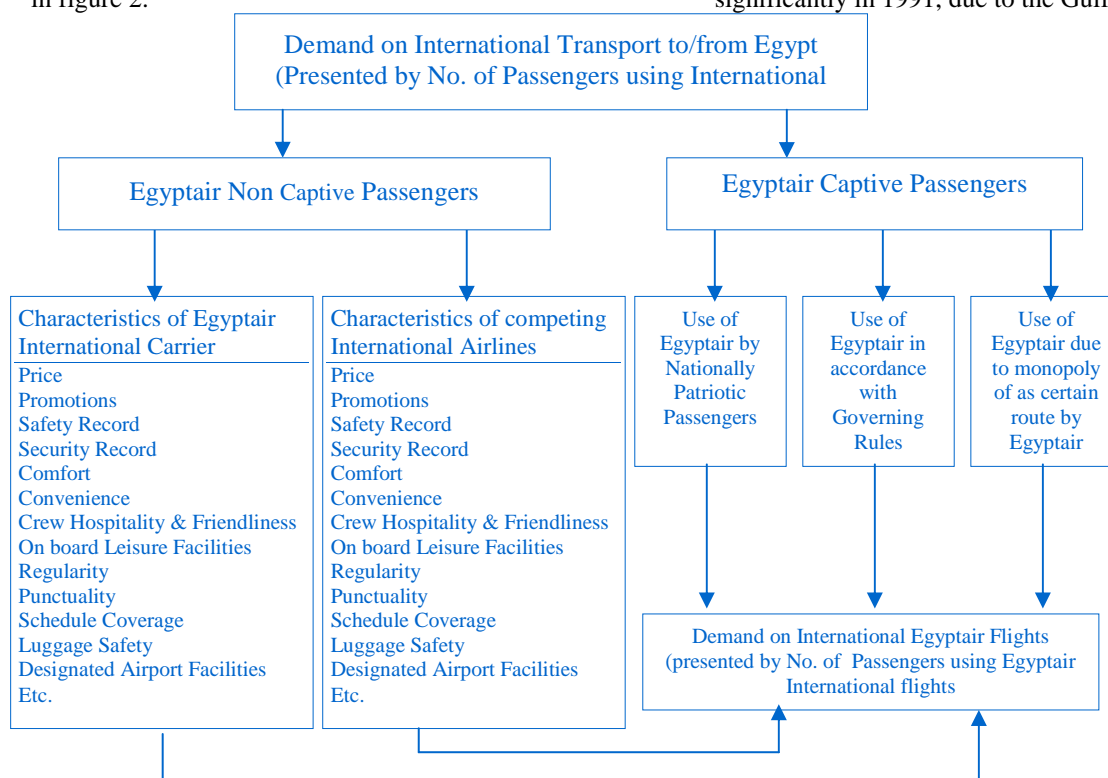 in figure 2.
significantly in 1991, due to the Gulf
Demand on International Transport to/from Egypt
(Presented by No. of Passengers using International
Egyptair Non Captive Passengers
Egyptair Captive Passengers
Characteristics of Egyptair
International Carrier
Price
Promotions
Safety Record
Security Record
Comfort
Convenience
Crew Hospitality & Friendliness
On board Leisure Facilities
Regularity
Punctuality
Schedule Coverage
Luggage Safety
Designated Airport Facilities
Etc.
Characteristics of competing
International Airlines
Price
Promotions
Safety Record
Security Record
Comfort
Convenience
Crew Hospitality & Friendliness
On board Leisure Facilities
Regularity
Punctuality
Schedule Coverage
Luggage Safety
Designated Airport Facilities
Etc.
Use of
Egyptair by
Nationally
Patriotic
Passengers
Use of
Egyptair in
accordance
with
Governing
Rules
Use of
Egyptair due
to monopoly
of as certain
route by
Egyptair
Demand on International Egyptair Flights
(presented by No. of Passengers using Egyptair
International flights